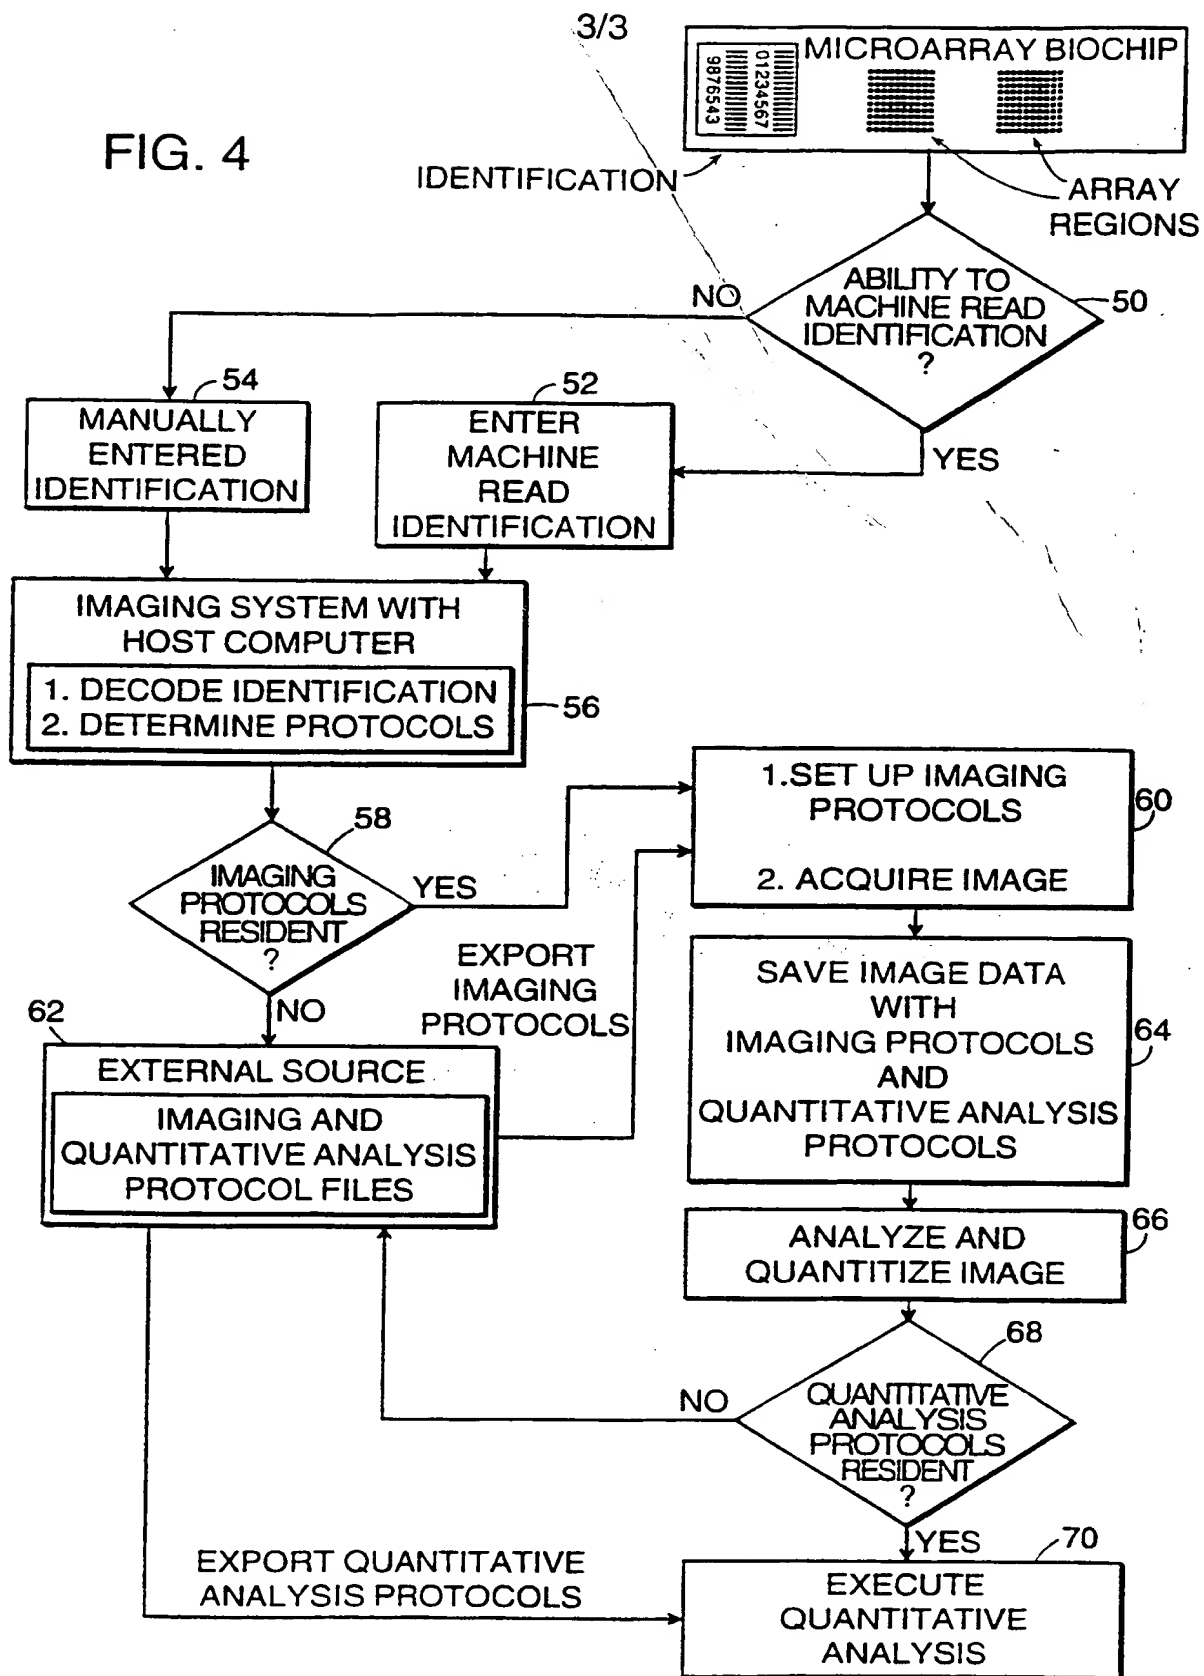 3/3
FIG. 4
MICROARRAY BIOCHIP
01234567
9876543
IDENTIFICATION
ARRAY
REGIONS
ABILITY TO
MACHINE READ
IDENTIFICATION
?
50
NO
YES
54
MANUALLY
ENTERED
IDENTIFICATION
52
ENTER
MACHINE
READ
IDENTIFICATION
IMAGING SYSTEM WITH
HOST COMPUTER
1. DECODE IDENTIFICATION
2. DETERMINE PROTOCOLS
56
58
IMAGING
PROTOCOLS
RESIDENT
?
YES
NO
1.SET UP IMAGING
PROTOCOLS
2. ACQUIRE IMAGE
60
EXPORT
IMAGING
PROTOCOLS
62
EXTERNAL SOURCE
IMAGING AND
QUANTITATIVE ANALYSIS
PROTOCOL FILES
SAVE IMAGE DATA
WITH
IMAGING PROTOCOLS
AND
QUANTITATIVE ANALYSIS
PROTOCOLS
64
ANALYZE AND
QUANTITIZE IMAGE
66
68
QUANTITATIVE
ANALYSIS
PROTOCOLS
RESIDENT
?
NO
YES
EXPORT QUANTITATIVE
ANALYSIS PROTOCOLS
70
EXECUTE
QUANTITATIVE
ANALYSIS